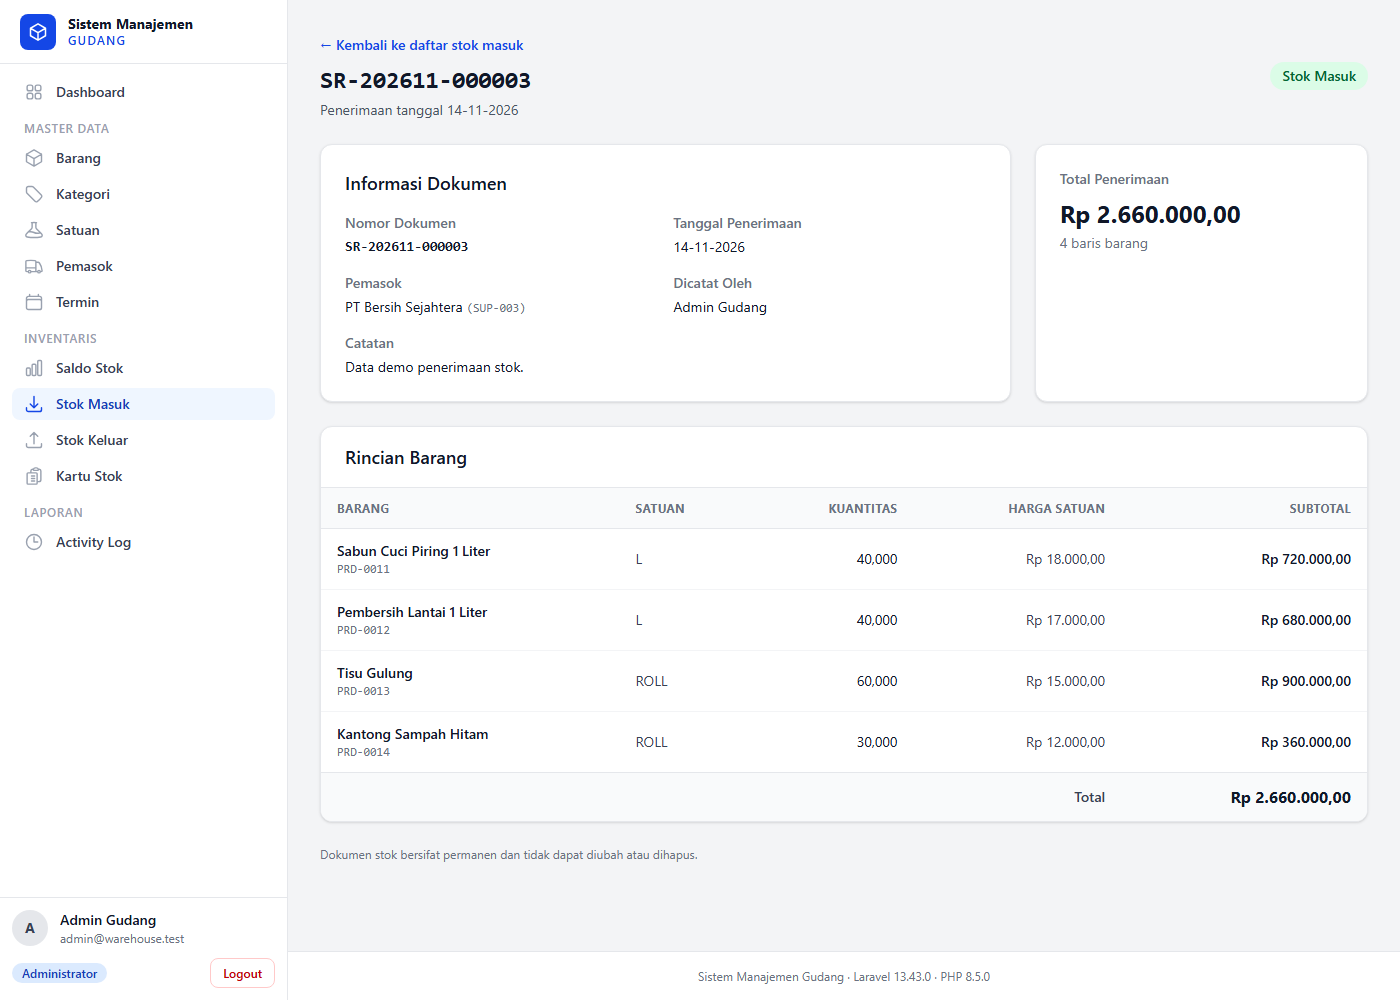 Sistem Manajemen
GUDANG
Dashboard
MASTER DATA
Barang
Kategori
Satuan
Pemasok
Termin
INVENTARIS
Saldo Stok
Stok Masuk
Stok Keluar
Kartu Stok
LAPORAN
Activity Log
A
Admin Gudang
admin@warehouse.test
Administrator
Logout
← Kembali ke daftar stok masuk
SR-202611-000003
Penerimaan tanggal 14-11-2026
Stok Masuk
Informasi Dokumen
Nomor Dokumen
SR-202611-000003
Tanggal Penerimaan
14-11-2026
Pemasok
PT Bersih Sejahtera (SUP-003)
Dicatat Oleh
Admin Gudang
Catatan
Data demo penerimaan stok.
Total Penerimaan
Rp 2.660.000,00
4 baris barang
Rincian Barang
BARANG SATUAN KUANTITAS HARGA SATUAN SUBTOTAL
Sabun Cuci Piring 1 Liter
PRD-0011
L 40,000 Rp 18.000,00 Rp 720.000,00
Pembersih Lantai 1 Liter
PRD-0012
L 40,000 Rp 17.000,00 Rp 680.000,00
Tisu Gulung
PRD-0013
ROLL 60,000 Rp 15.000,00 Rp 900.000,00
Kantong Sampah Hitam
PRD-0014
ROLL 30,000 Rp 12.000,00 Rp 360.000,00
Total Rp 2.660.000,00
Dokumen stok bersifat permanen dan tidak dapat diubah atau dihapus.
Sistem Manajemen Gudang · Laravel 13.43.0 · PHP 8.5.0